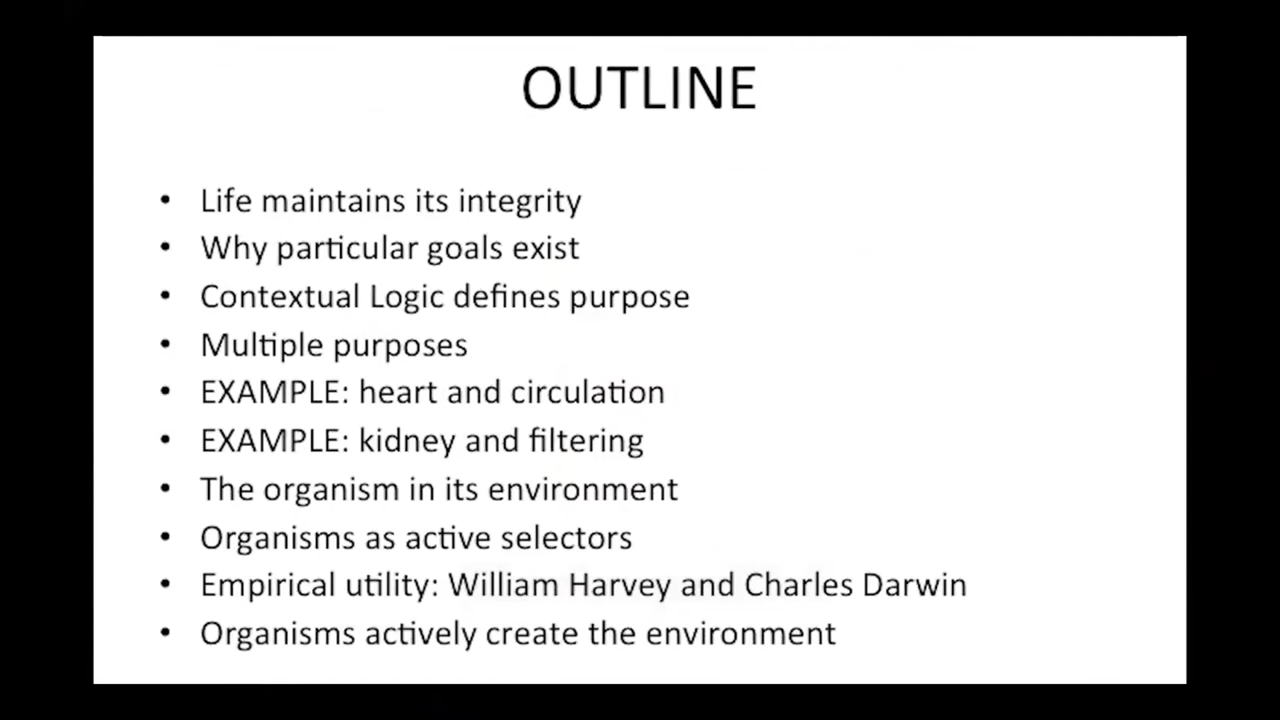 OUTLINE
• Life maintains its integrity
• Why particular goals exist
• Contextual Logic defines purpose
• Multiple purposes
• EXAMPLE: heart and circulation
• EXAMPLE: kidney and filtering
• The organism in its environment
• Organisms as active selectors
• Empirical utility: William Harvey and Charles Darwin
• Organisms actively create the environment